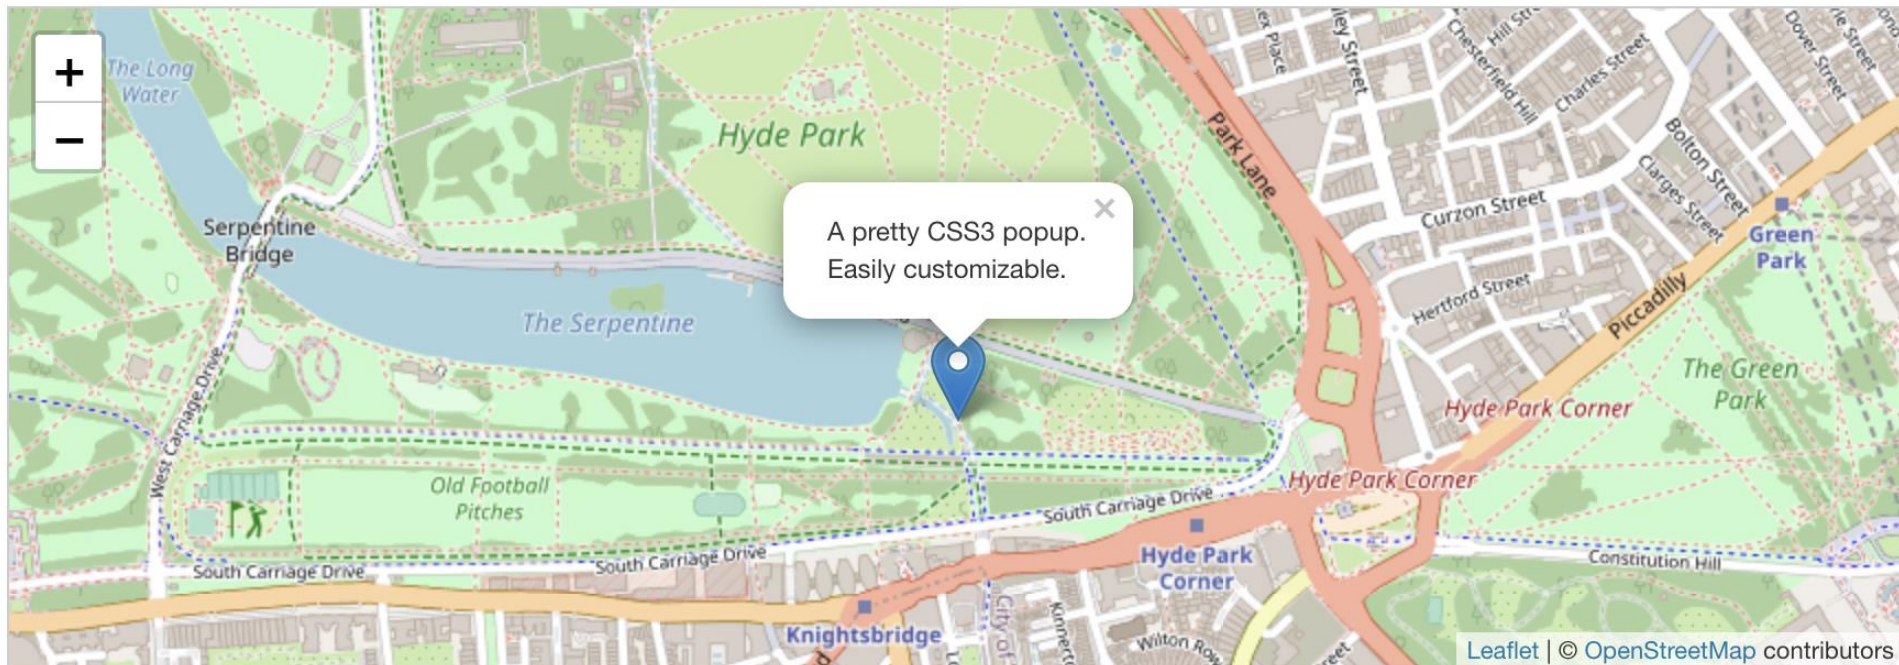 +
−
The Long
Water
Serpentine
Bridge
The Serpentine
Hyde Park
A pretty CSS3 popup.
Easily customizable.
×
Park Lane
Chesterfield Hill
Charles Street
Dover Street
Bolton Street
Clarges Street
Curzon Street
Hertford Street
Piccadilly
Green
Park
The Green
Park
Hyde Park Corner
Hyde Park Corner
West Carriage Drive
Old Football
Pitches
South Carriage Drive
South Carriage Drive
South Carriage Drive
Hyde Park
Corner
Constitution Hill
Knightsbridge
City of
Wilton Row
Leaflet | © OpenStreetMap contributors